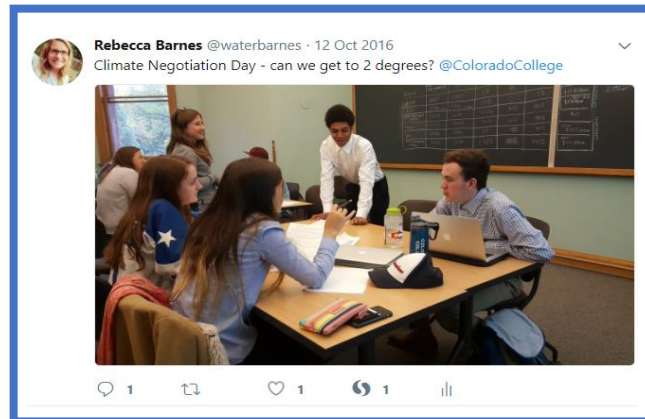 Rebecca Barnes @waterbarnes · 12 Oct 2016
Climate Negotiation Day - can we get to 2 degrees? @ColoradoCollege
1 1 1